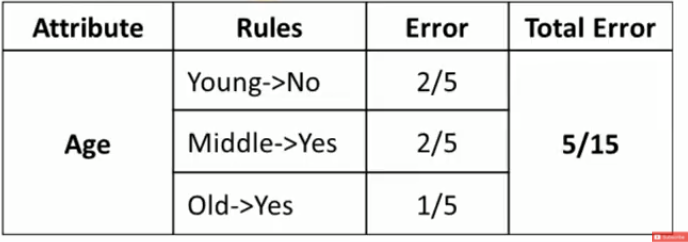 Attribute Rules Error Total Error
Young->No 2/5
Age Middle->Yes 2/5 5/15
Old->Yes 1/5